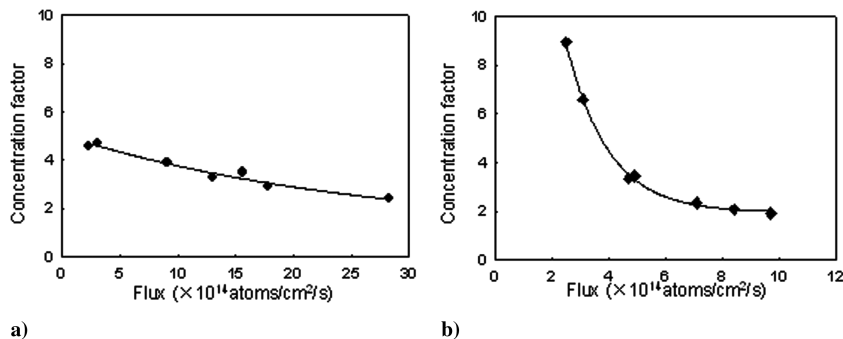 10
8
6
4
2
0
Concentration factor
0 5 10 15 20 25 30
Flux (×10¹⁴atoms/cm²/s)
a)
10
8
6
4
2
0
Concentration factor
0 2 4 6 8 10 12
Flux (×10¹⁴atoms/cm²/s)
b)